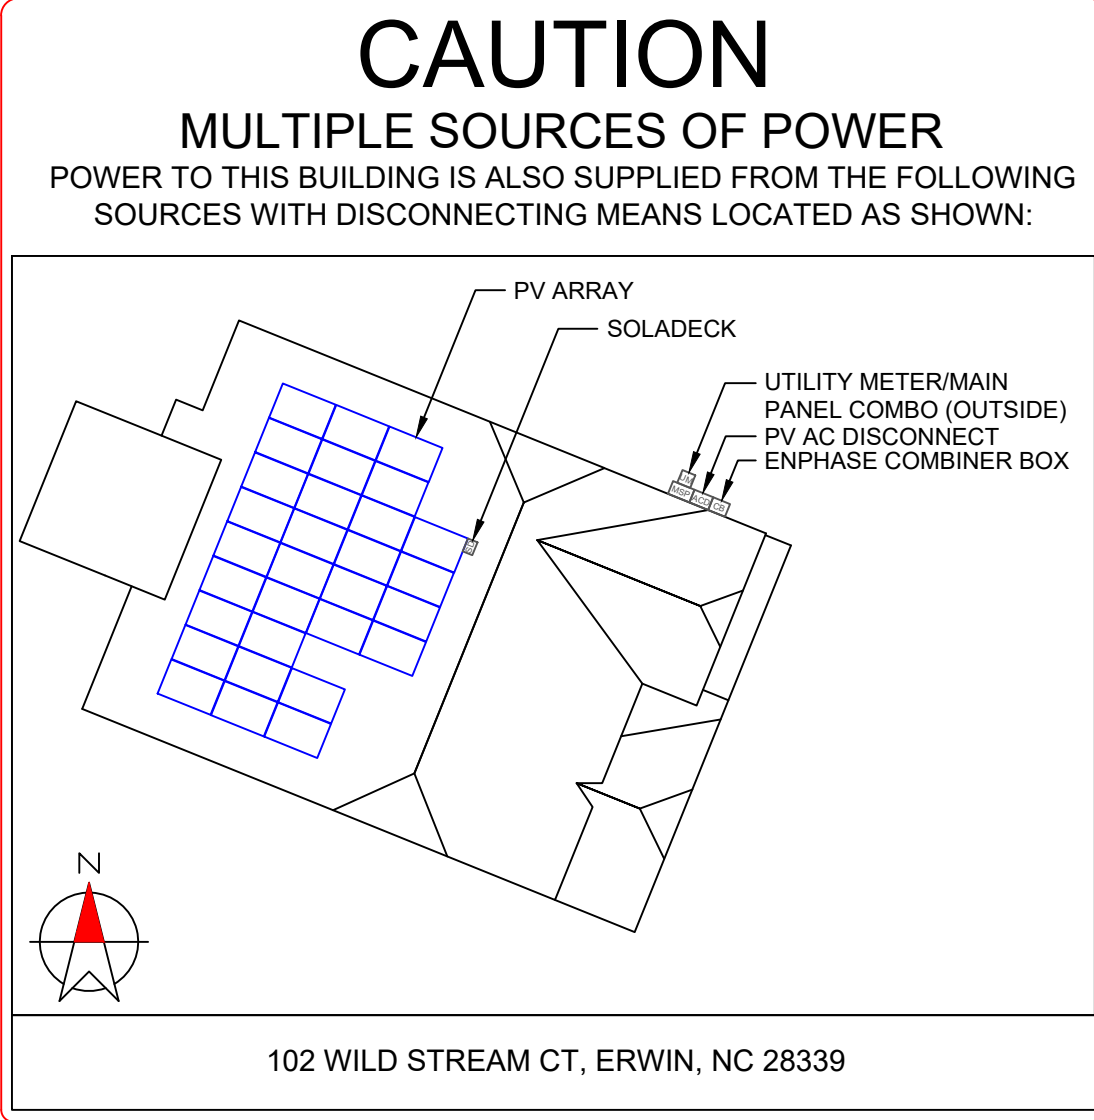 CAUTION
MULTIPLE SOURCES OF POWER
POWER TO THIS BUILDING IS ALSO SUPPLIED FROM THE FOLLOWING
SOURCES WITH DISCONNECTING MEANS LOCATED AS SHOWN:
PV ARRAY
SOLADECK
UTILITY METER/MAIN
PANEL COMBO (OUTSIDE)
PV AC DISCONNECT
ENPHASE COMBINER BOX
UM
MSP
ACD
CB
SD
N
102 WILD STREAM CT, ERWIN, NC 28339